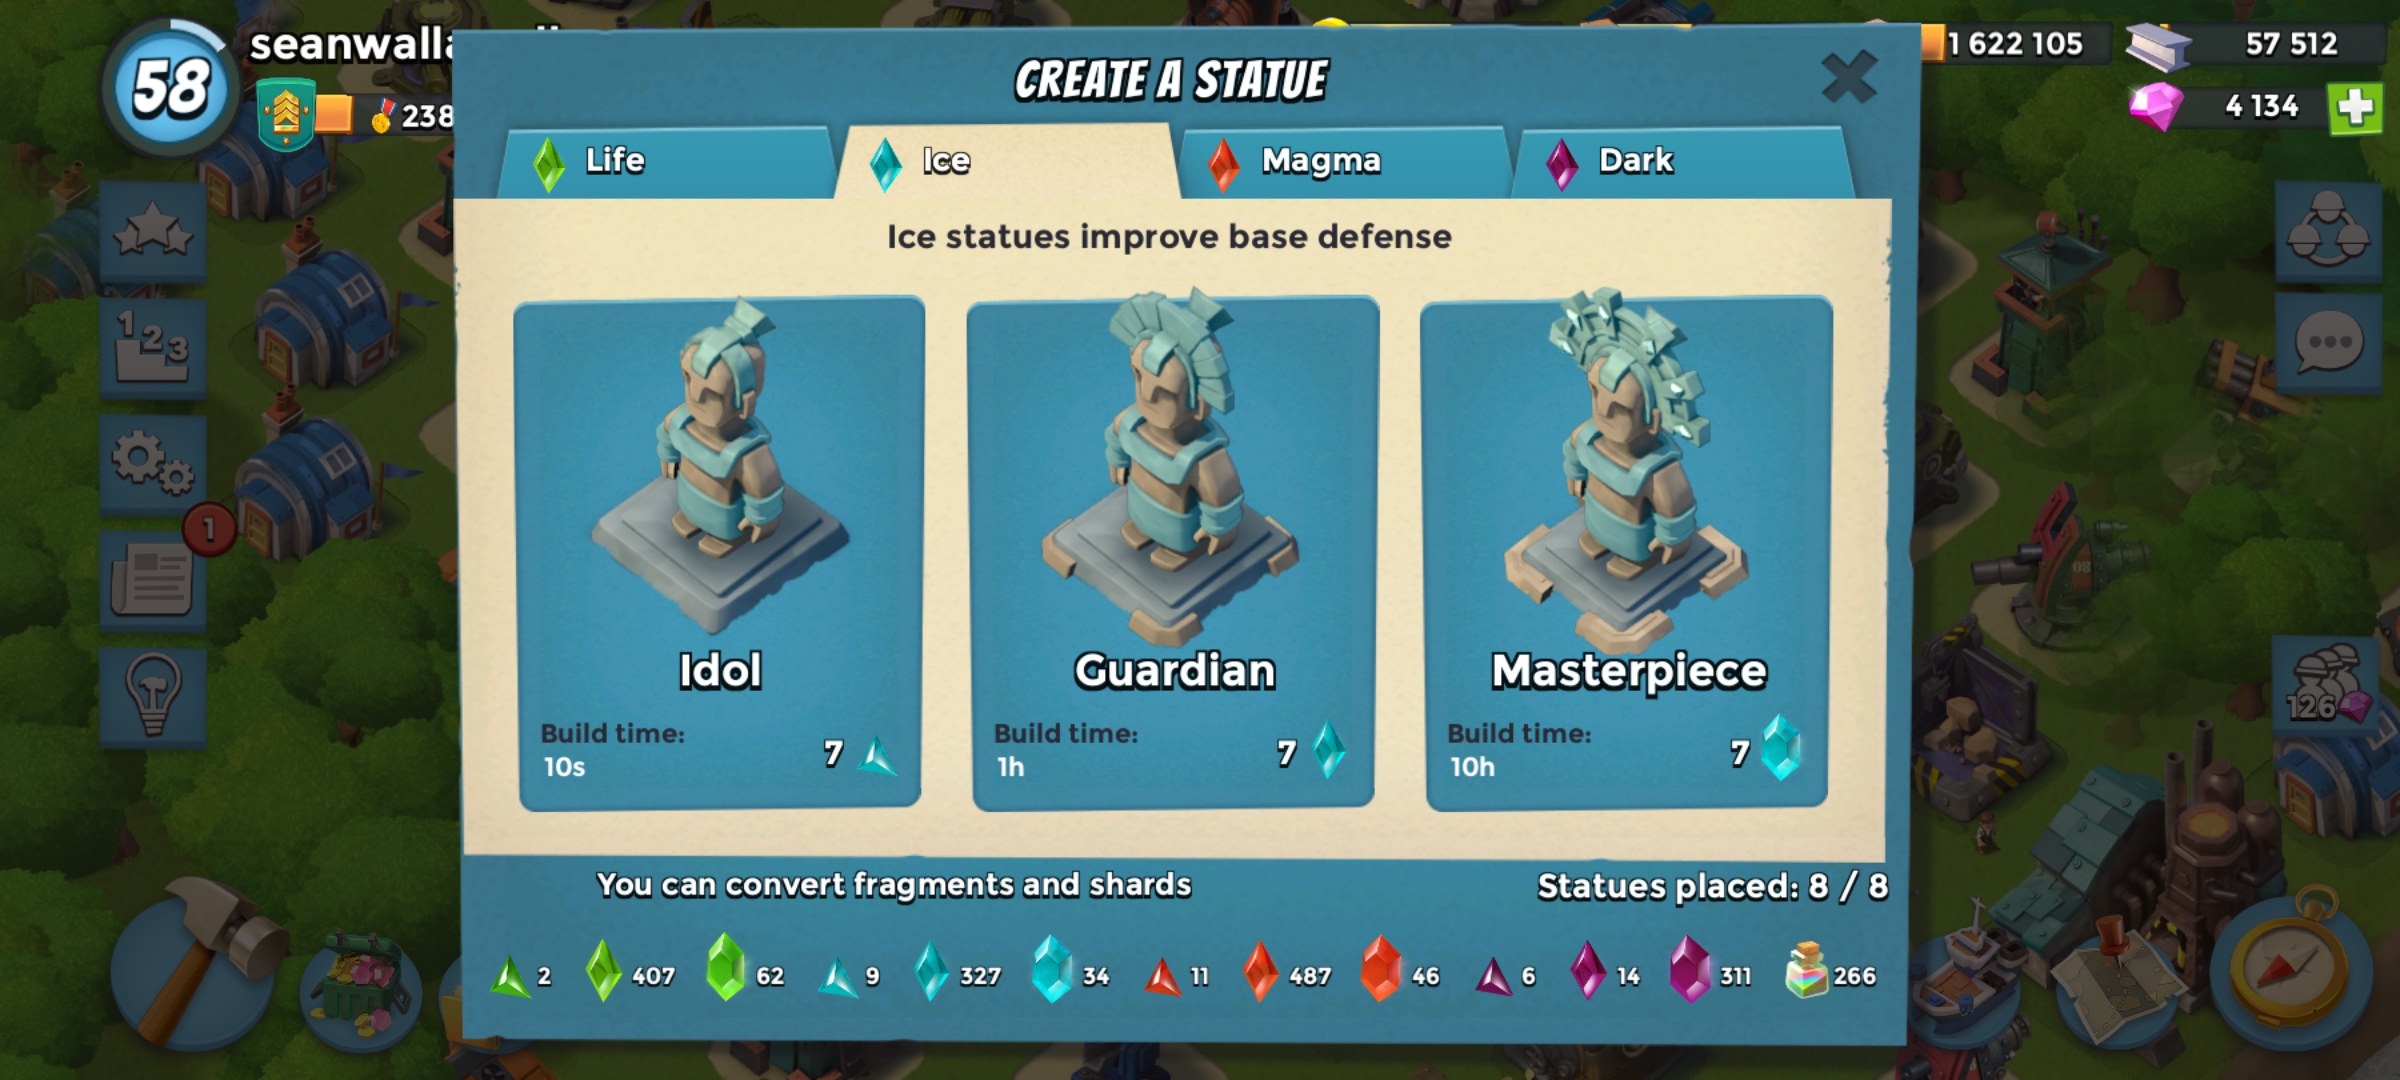 58
238
1 622 105
57 512
4 134
CREATE A STATUE
Life
Ice
Magma
Dark
Ice statues improve base defense
1 2 3
1
Idol
Build time:
10s
7
Guardian
Build time:
1h
7
Masterpiece
Build time:
10h
7
126
You can convert fragments and shards
Statues placed: 8 / 8
2 407 62 9 327 34 11 487 46 6 14 311 266